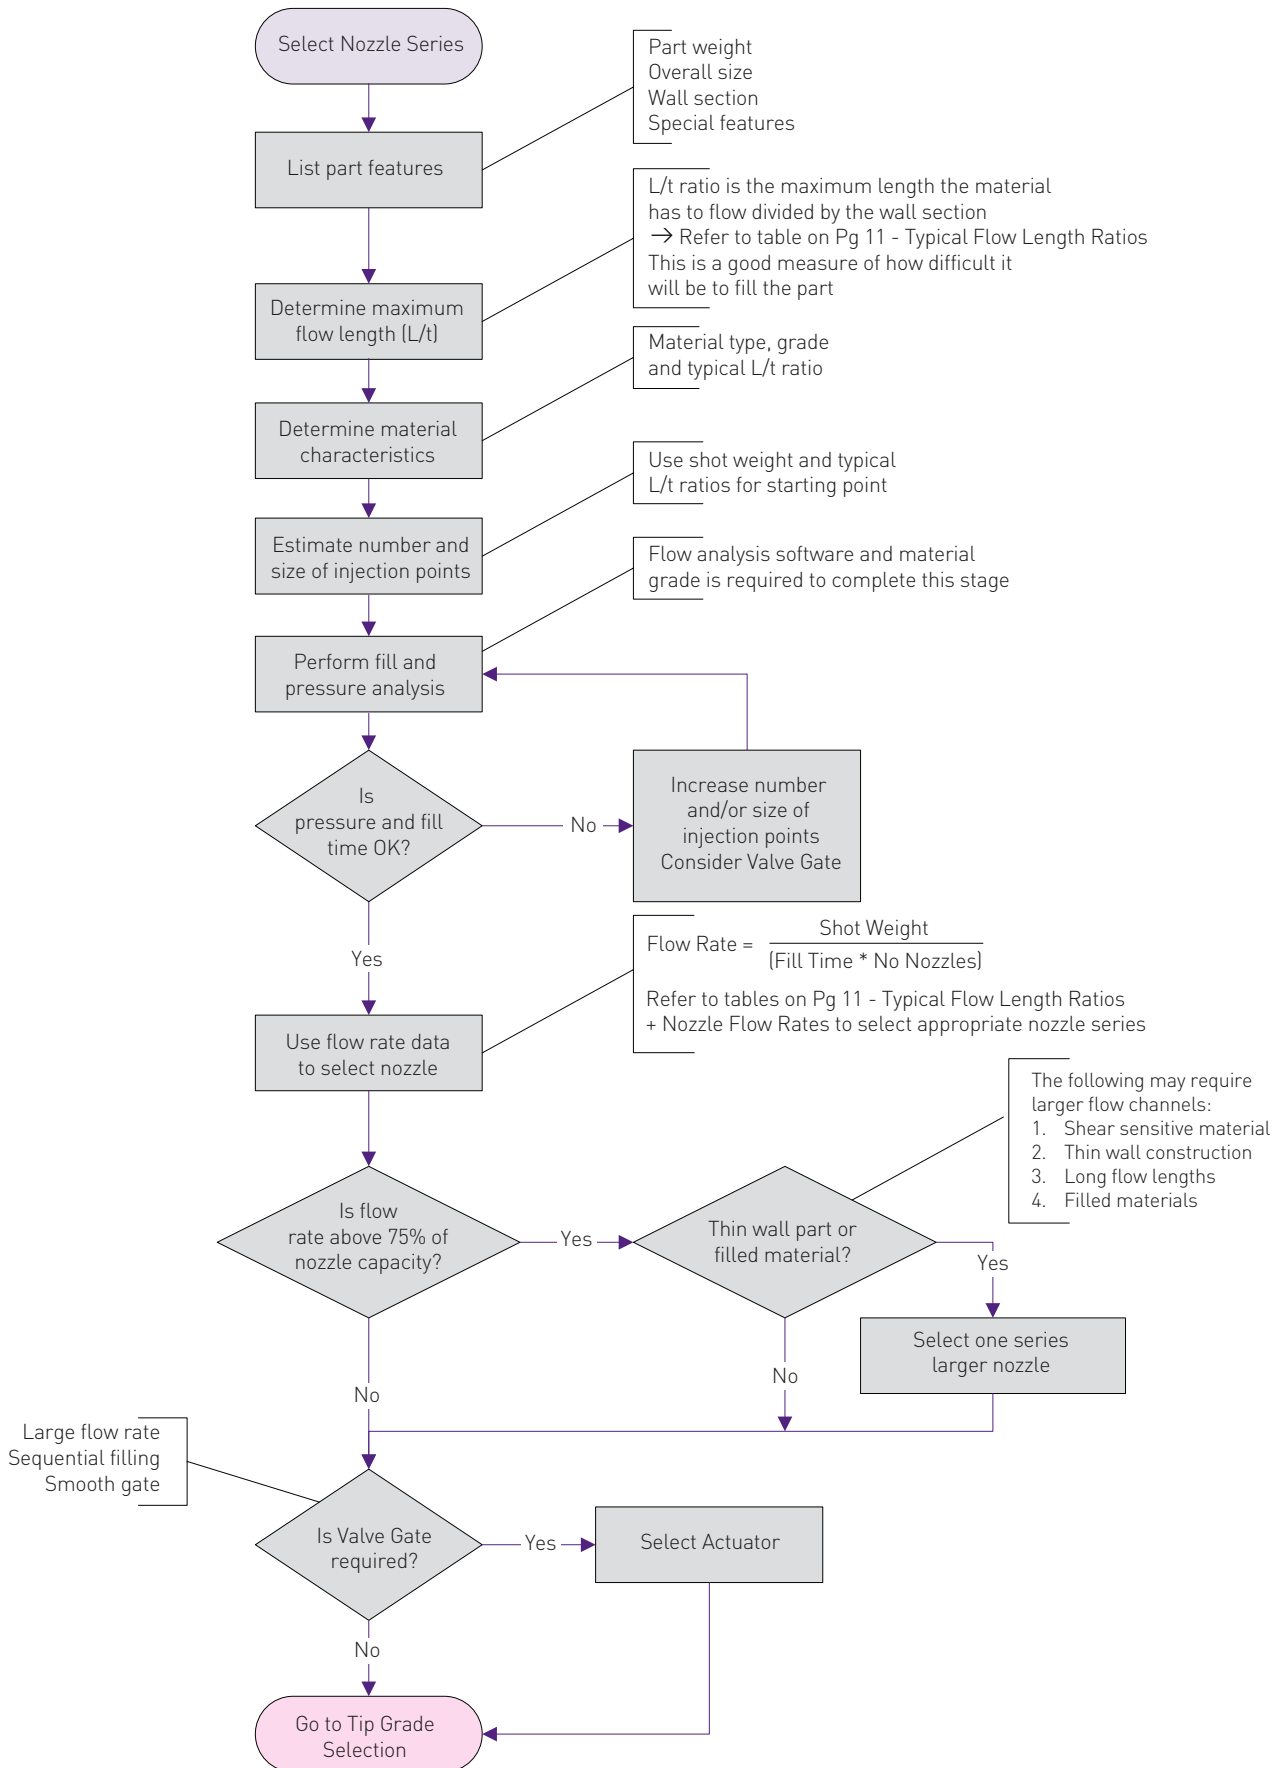 Select Nozzle Series
Part weight
Overall size
Wall section
Special features
List part features
L/t ratio is the maximum length the material
has to flow divided by the wall section
→ Refer to table on Pg 11 - Typical Flow Length Ratios
This is a good measure of how difficult it
will be to fill the part
Determine maximum
flow length (L/t)
Material type, grade
and typical L/t ratio
Determine material
characteristics
Use shot weight and typical
L/t ratios for starting point
Estimate number and
size of injection points
Flow analysis software and material
grade is required to complete this stage
Perform fill and
pressure analysis
Is
pressure and fill
time OK?
No
Increase number
and/or size of
injection points
Consider Valve Gate
Yes
Flow Rate = Shot Weight
(Fill Time * No Nozzles)
Refer to tables on Pg 11 - Typical Flow Length Ratios
+ Nozzle Flow Rates to select appropriate nozzle series
Use flow rate data
to select nozzle
The following may require
larger flow channels:
1. Shear sensitive material
2. Thin wall construction
3. Long flow lengths
4. Filled materials
Is flow
rate above 75% of
nozzle capacity?
Yes
Thin wall part or
filled material?
Yes
Select one series
larger nozzle
No
No
Large flow rate
Sequential filling
Smooth gate
Is Valve Gate
required?
Yes
Select Actuator
No
Go to Tip Grade
Selection